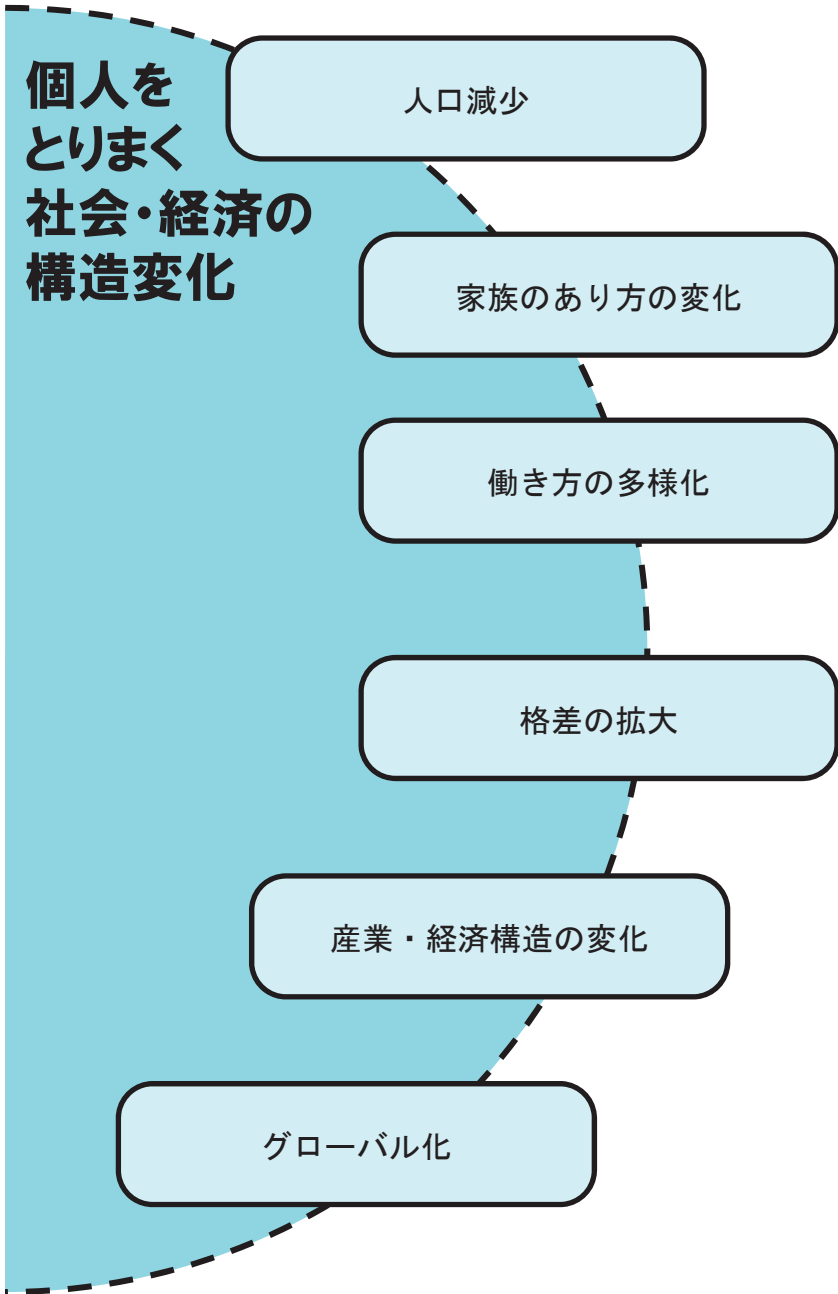 個人を
とりまく
社会・経済の
構造変化
人口減少
家族のあり方の変化
働き方の多様化
格差の拡大
産業・経済構造の変化
グローバル化